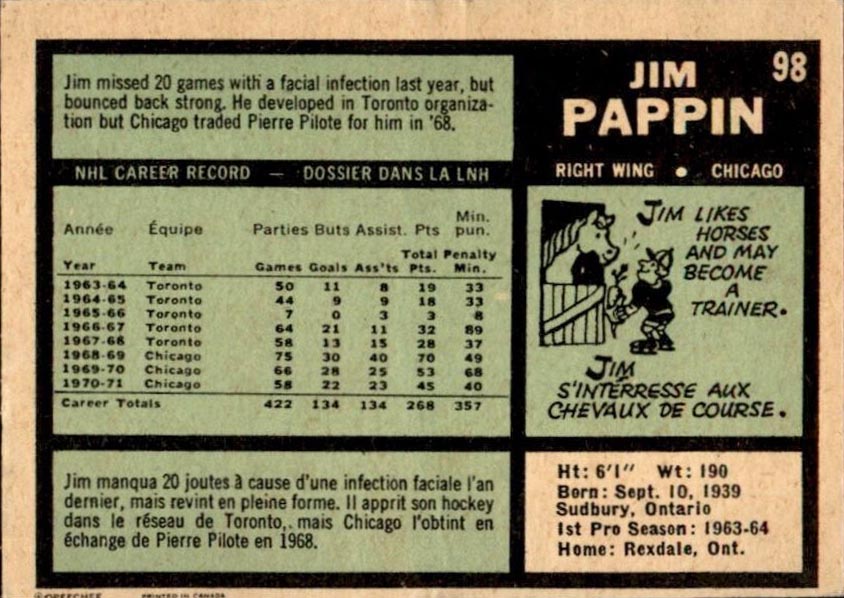 98
JIM
PAPPIN
RIGHT WING • CHICAGO
Jim missed 20 games with a facial infection last year, but
bounced back strong. He developed in Toronto organiza-
tion but Chicago traded Pierre Pilote for him in '68.
NHL CAREER RECORD — DOSSIER DANS LA LNH
Année Équipe Parties Buts Assist. Pts Min. pun.
Year Team Games Goals Ass'ts Total Pts. Penalty Min.
1963-64 Toronto 50 11 8 19 33
1964-65 Toronto 44 9 9 18 33
1965-66 Toronto 7 0 3 3 8
1966-67 Toronto 64 21 11 32 89
1967-68 Toronto 58 13 15 28 37
1968-69 Chicago 75 30 40 70 49
1969-70 Chicago 66 28 25 53 68
1970-71 Chicago 58 22 23 45 40
Career Totals 422 134 134 268 357
JIM LIKES
HORSES
AND MAY
BECOME
A
TRAINER.
JIM
S'INTÉRRESSE AUX
CHEVAUX DE COURSE.
Jim manqua 20 joutes à cause d'une infection faciale l'an
dernier, mais revint en pleine forme. Il apprit son hockey
dans le réseau de Toronto, mais Chicago l'obtint en
échange de Pierre Pilote en 1968.
Ht: 6'1" Wt: 190
Born: Sept. 10, 1939
Sudbury, Ontario
1st Pro Season: 1963-64
Home: Rexdale, Ont.
©OPEECHEE PRINTED IN CANADA